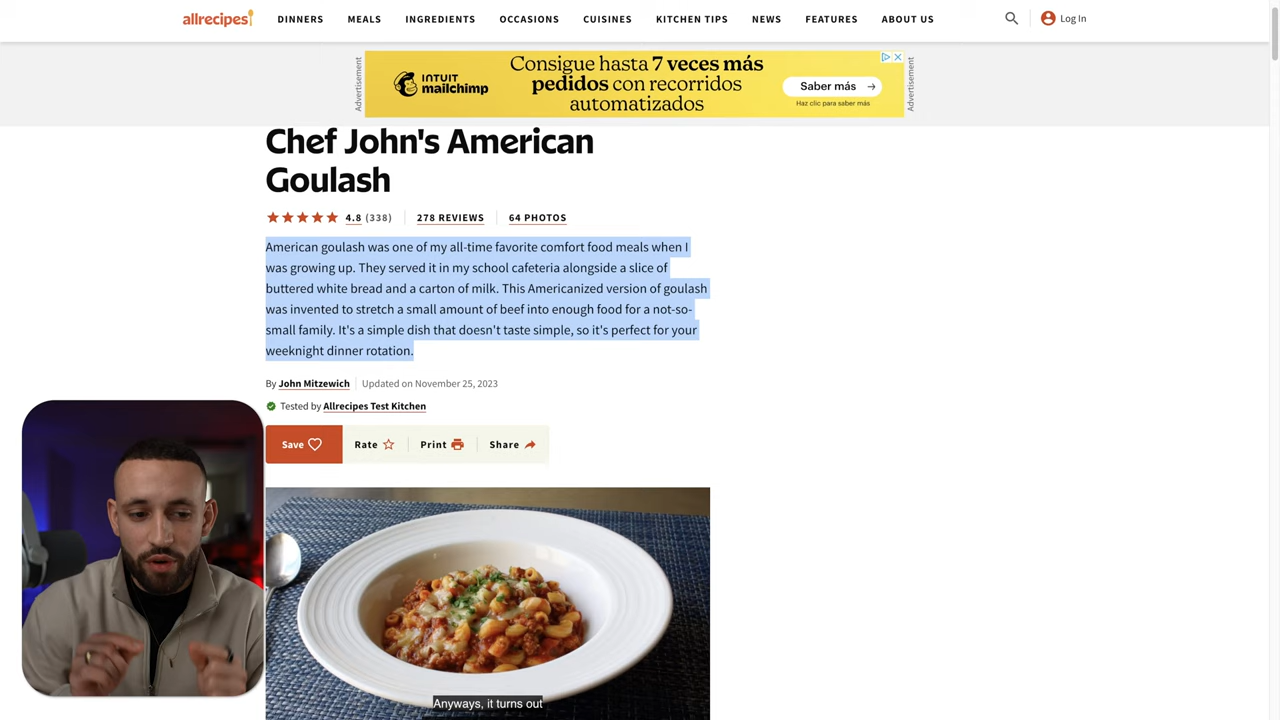 allrecipes
DINNERS MEALS INGREDIENTS OCCASIONS CUISINES KITCHEN TIPS NEWS FEATURES ABOUT US
Log In
Advertisement
INTUIT
mailchimp
Consigue hasta 7 veces más
pedidos con recorridos
automatizados
Saber más →
Haz clic para saber más
Advertisement
Chef John's American
Goulash
4.8 (338) 278 REVIEWS 64 PHOTOS
American goulash was one of my all-time favorite comfort food meals when I
was growing up. They served it in my school cafeteria alongside a slice of
buttered white bread and a carton of milk. This Americanized version of goulash
was invented to stretch a small amount of beef into enough food for a not-so-
small family. It's a simple dish that doesn't taste simple, so it's perfect for your
weeknight dinner rotation.
By John Mitzewich Updated on November 25, 2023
Tested by Allrecipes Test Kitchen
Save Rate Print Share
Anyways, it turns out